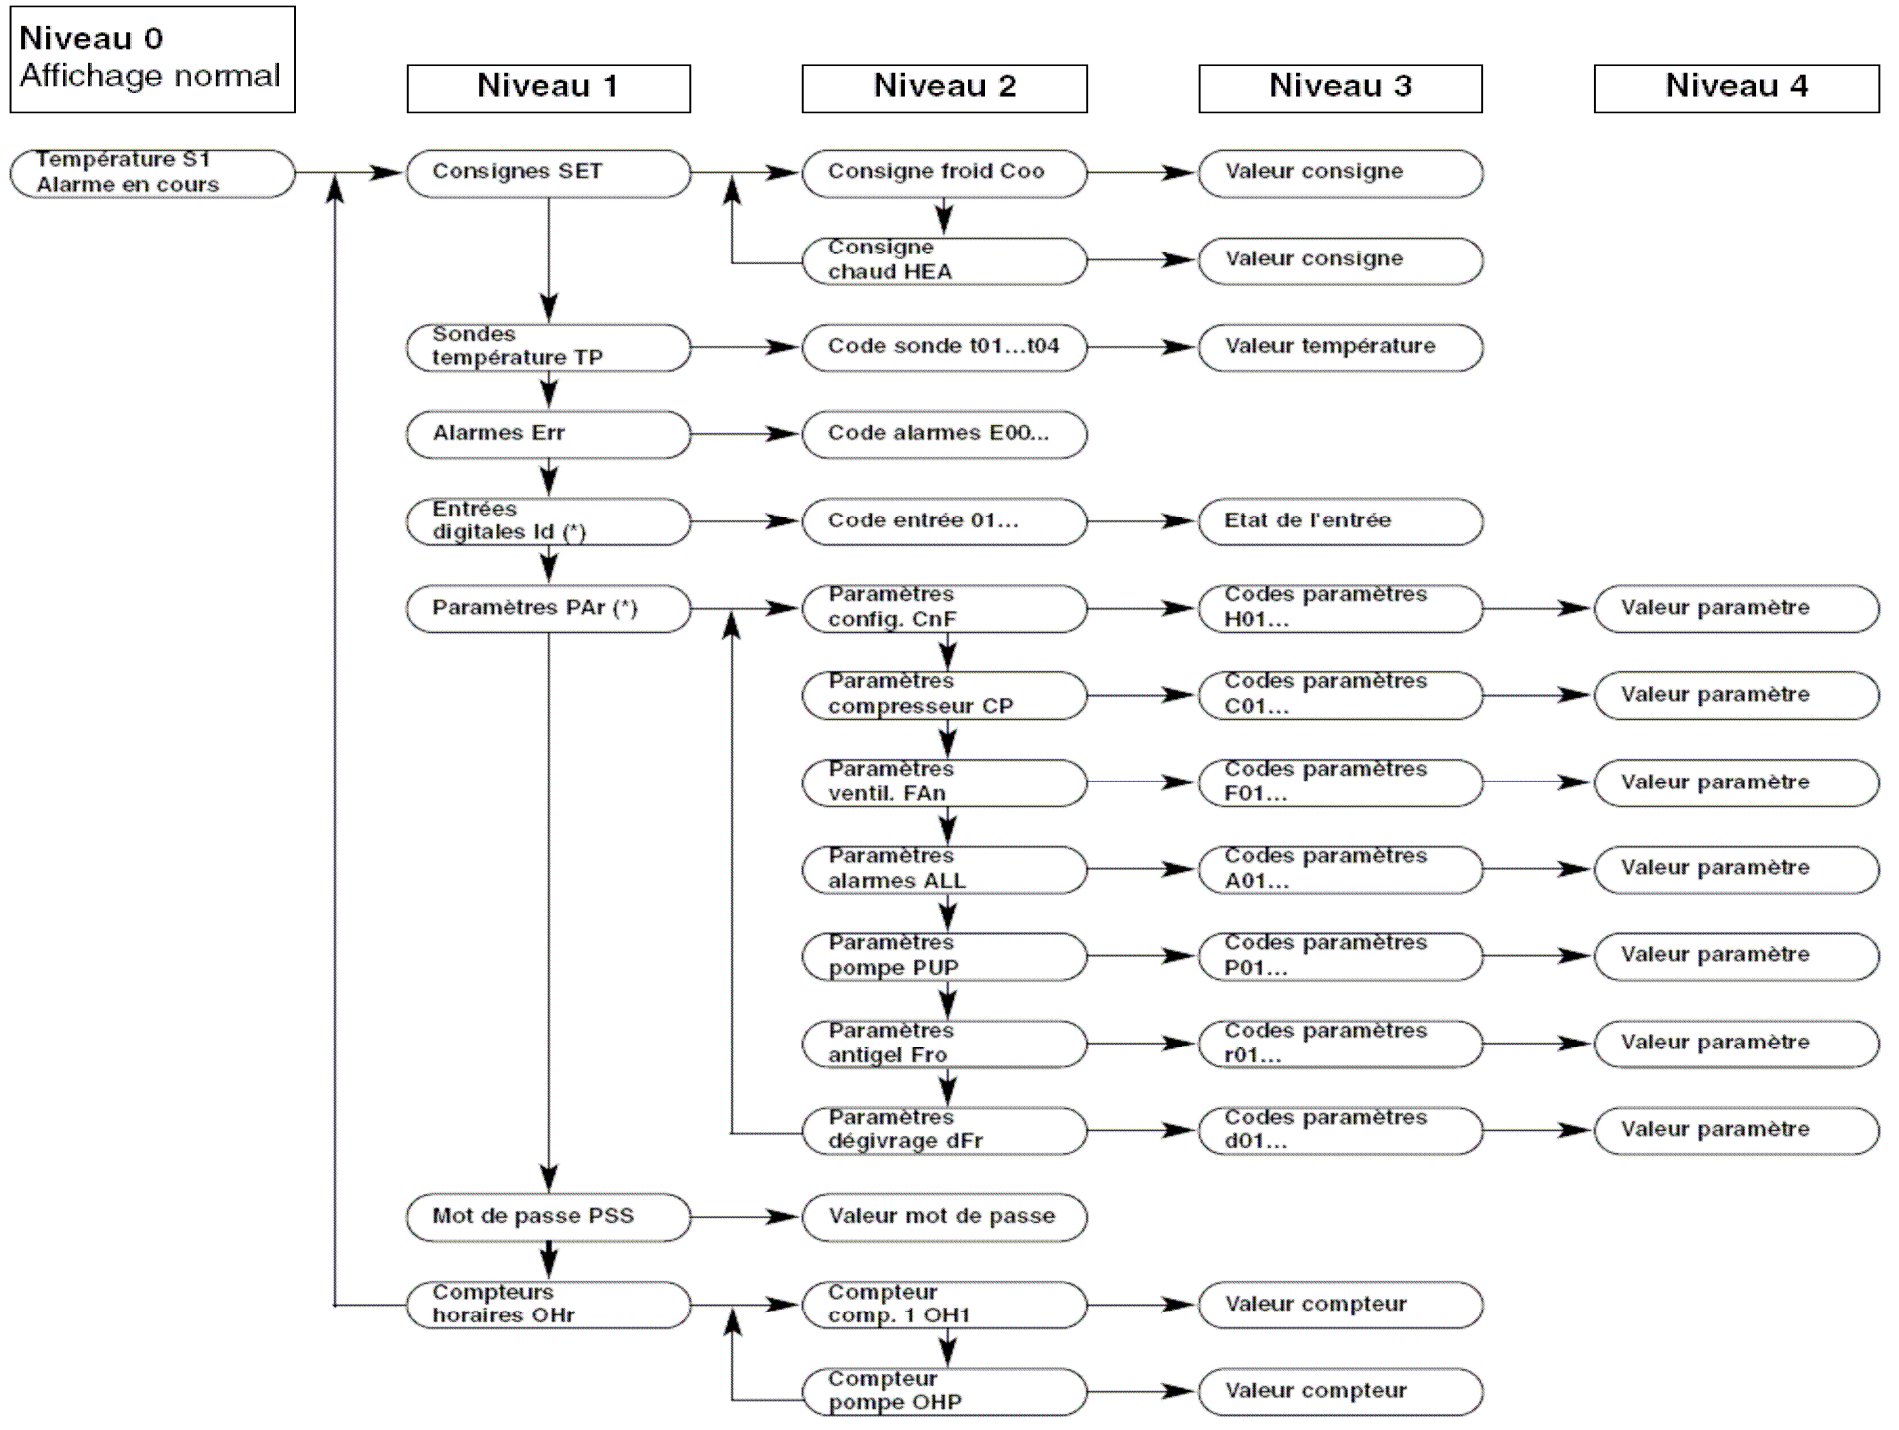 Niveau 0
Affichage normal
Niveau 1
Niveau 2
Niveau 3
Niveau 4
Température S1
Alarme en cours
Consignes SET
Consigne froid Coo
Valeur consigne
Consigne
chaud HEA
Valeur consigne
Sondes
température TP
Code sonde t01...t04
Valeur température
Alarmes Err
Code alarmes E00...
Entrées
digitales Id (*)
Code entrée 01...
Etat de l'entrée
Paramètres PAr (*)
Paramètres
config. CnF
Codes paramètres
H01...
Valeur paramètre
Paramètres
compresseur CP
Codes paramètres
C01...
Valeur paramètre
Paramètres
ventil. FAn
Codes paramètres
F01...
Valeur paramètre
Paramètres
alarmes ALL
Codes paramètres
A01...
Valeur paramètre
Paramètres
pompe PUP
Codes paramètres
P01...
Valeur paramètre
Paramètres
antigel Fro
Codes paramètres
r01...
Valeur paramètre
Paramètres
dégivrage dFr
Codes paramètres
d01...
Valeur paramètre
Mot de passe PSS
Valeur mot de passe
Compteurs
horaires OHr
Compteur
comp. 1 OH1
Valeur compteur
Compteur
pompe OHP
Valeur compteur